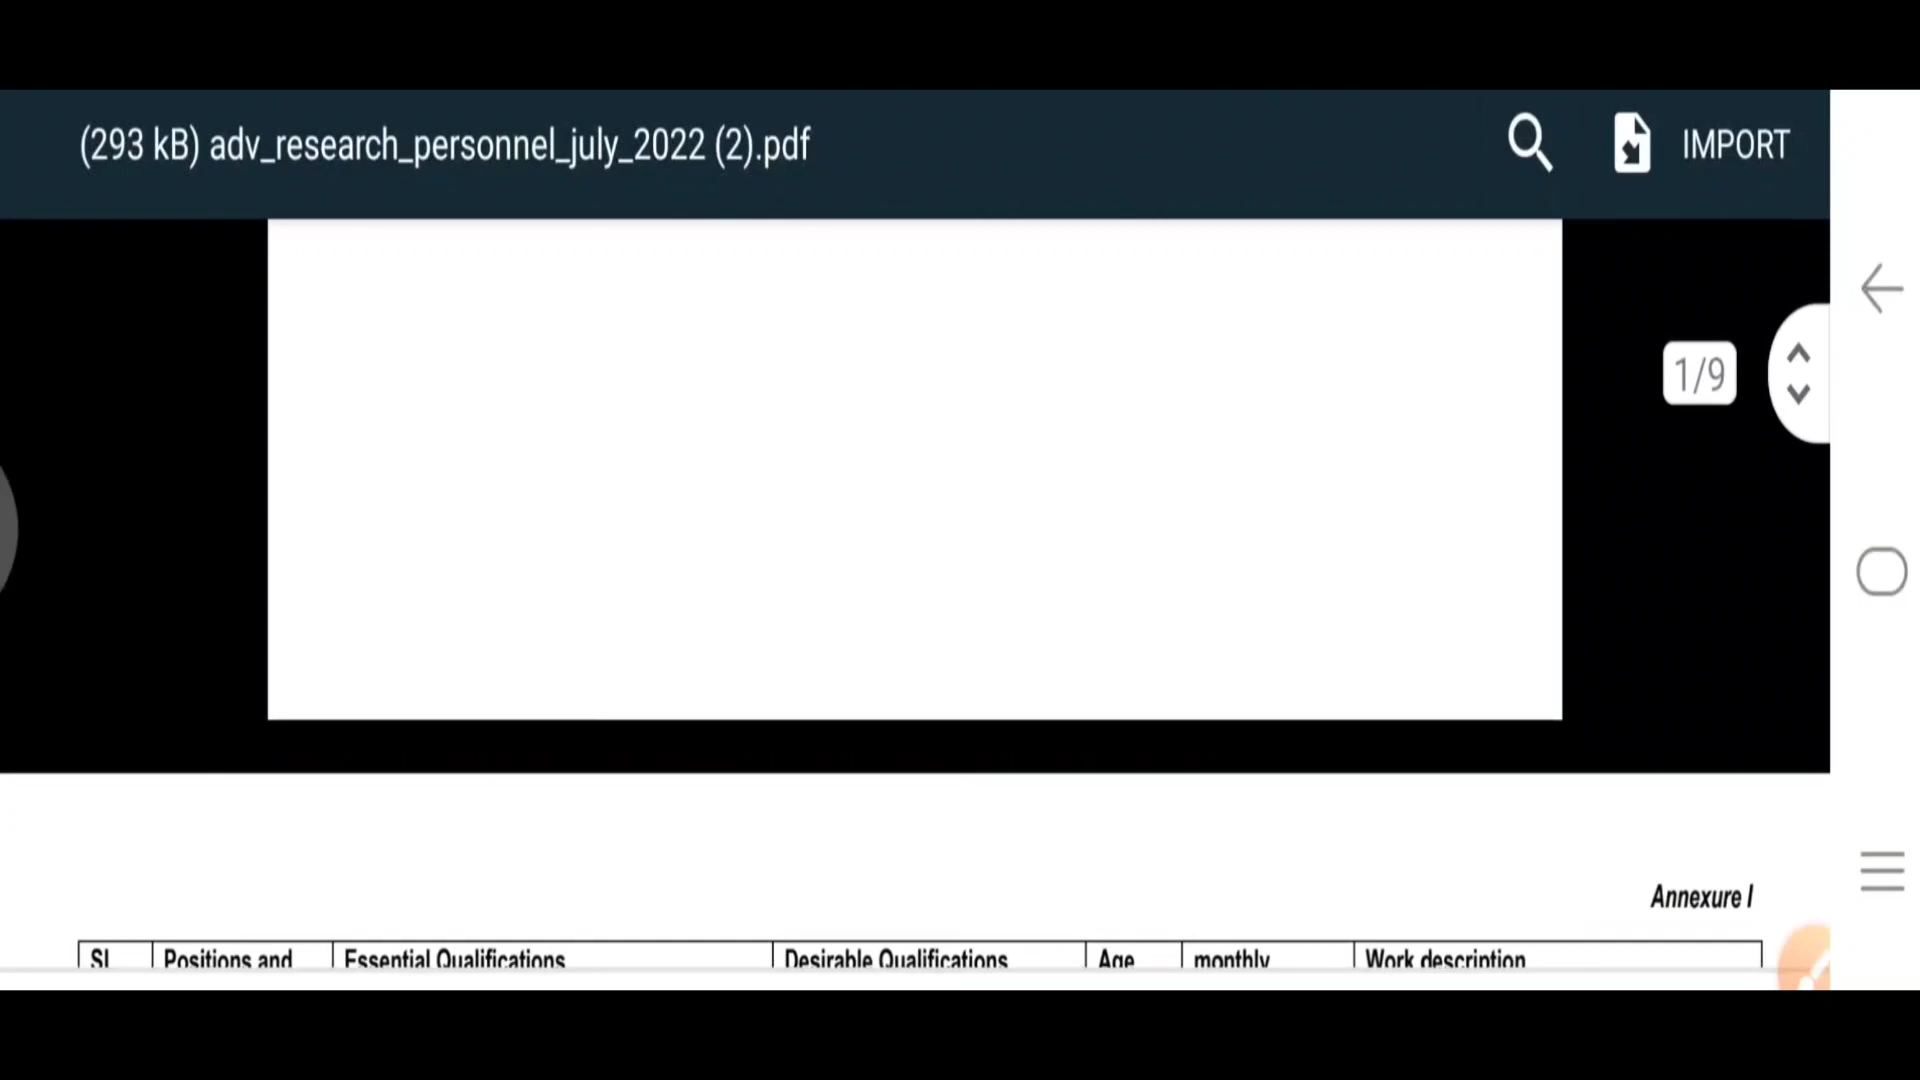 (293 kB) adv_research_personnel_july_2022 (2).pdf
IMPORT
1/9
Annexure I
Sl Positions and Essential Qualifications Desirable Qualifications Age monthly Work description